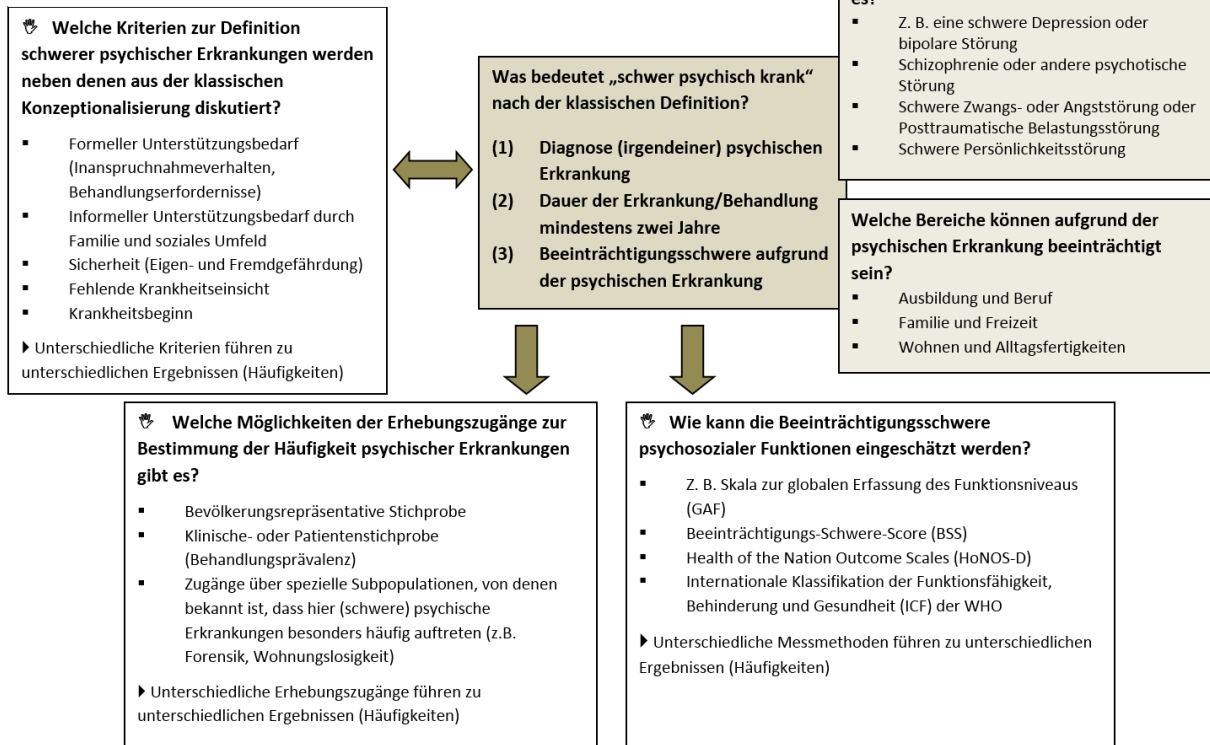 🖐 Welche Kriterien zur Definition
schwerer psychischer Erkrankungen werden
neben denen aus der klassischen
Konzeptionalisierung diskutiert?
▪ Formeller Unterstützungsbedarf
(Inanspruchnahmeverhalten,
Behandlungserfordernisse)
▪ Informeller Unterstützungsbedarf durch
Familie und soziales Umfeld
▪ Sicherheit (Eigen- und Fremdgefährdung)
▪ Fehlende Krankheitseinsicht
▪ Krankheitsbeginn
▶ Unterschiedliche Kriterien führen zu
unterschiedlichen Ergebnissen (Häufigkeiten)
Was bedeutet „schwer psychisch krank“
nach der klassischen Definition?
(1) Diagnose (irgendeiner) psychischen
Erkrankung
(2) Dauer der Erkrankung/Behandlung
mindestens zwei Jahre
(3) Beeinträchtigungsschwere aufgrund
der psychischen Erkrankung
es?
▪ Z. B. eine schwere Depression oder
bipolare Störung
▪ Schizophrenie oder andere psychotische
Störung
▪ Schwere Zwangs- oder Angststörung oder
Posttraumatische Belastungsstörung
▪ Schwere Persönlichkeitsstörung
Welche Bereiche können aufgrund der
psychischen Erkrankung beeinträchtigt
sein?
▪ Ausbildung und Beruf
▪ Familie und Freizeit
▪ Wohnen und Alltagsfertigkeiten
🖐 Welche Möglichkeiten der Erhebungszugänge zur
Bestimmung der Häufigkeit psychischer Erkrankungen
gibt es?
▪ Bevölkerungsrepräsentative Stichprobe
▪ Klinische- oder Patientenstichprobe
(Behandlungsprävalenz)
▪ Zugänge über spezielle Subpopulationen, von denen
bekannt ist, dass hier (schwere) psychische
Erkrankungen besonders häufig auftreten (z.B.
Forensik, Wohnungslosigkeit)
▶ Unterschiedliche Erhebungszugänge führen zu
unterschiedlichen Ergebnissen (Häufigkeiten)
🖐 Wie kann die Beeinträchtigungsschwere
psychosozialer Funktionen eingeschätzt werden?
▪ Z. B. Skala zur globalen Erfassung des Funktionsniveaus
(GAF)
▪ Beeinträchtigungs-Schwere-Score (BSS)
▪ Health of the Nation Outcome Scales (HoNOS-D)
▪ Internationale Klassifikation der Funktionsfähigkeit,
Behinderung und Gesundheit (ICF) der WHO
▶ Unterschiedliche Messmethoden führen zu unterschiedlichen
Ergebnissen (Häufigkeiten)